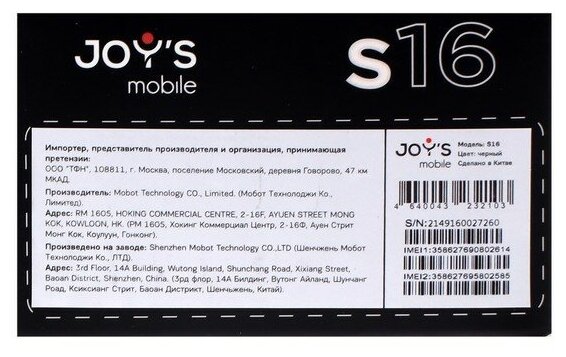 JOY'S
mobile
S16
Импортер, представитель производителя и организация, принимающая
претензии:
ООО "ТФН", 108811, г. Москва, поселение Московский, деревня Говорово, 47 км
МКАД.
Производитель: Mobot Technology CO., Limited. (Мобот Технолоджи Ко.,
Лимитед).
Адрес: RM 1605, HOKING COMMERCIAL CENTRE, 2-16F, AYUEN STREET MONG
KOK, KOWLOON, HK. (РМ 1605, Хокинг Коммерциал Центр, 2-16Ф, Ауен Стрит
Монг Кок, Коулуун, Гонконг).
Произведено на заводе: Shenzhen Mobot Technology CO.,LTD (Шенчжень Мобот
Технолоджи Ко., ЛТД).
Адрес: 3rd Floor, 14A Building, Wutong Island, Shunchang Road, Xixiang Street,
Baoan District, Shenzhen, China. (3рд флор, 14А Билдинг, Вутонг Айланд, Шунчанг
Роад, Ксиксианг Стрит, Баоан Дистрикт, Шеньжень, Китай).
JOY'S
mobile
Модель: S16
Цвет: черный
Сделано в Китае
4 640043 232103
S/N:2149160027260
IMEI1:358627690802614
IMEI2:358627695802585